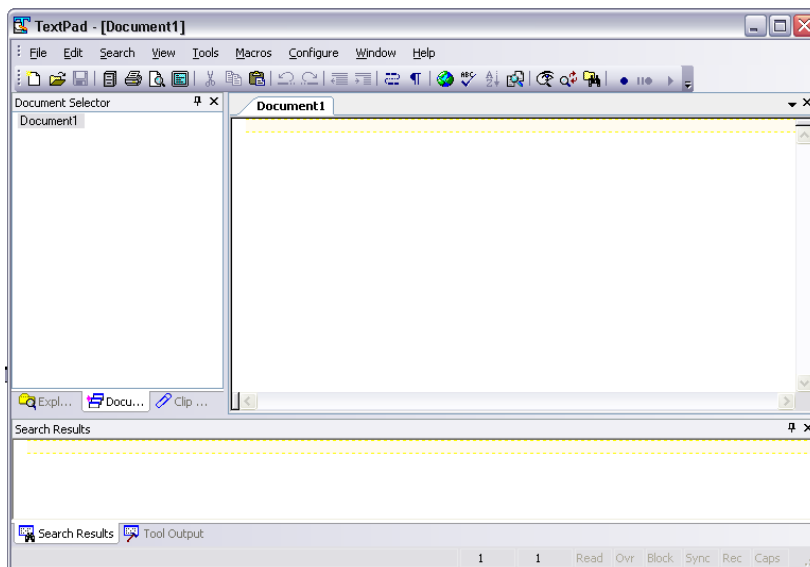 TextPad - [Document1]
File Edit Search View Tools Macros Configure Window Help
Document Selector
Document1
Document1
Expl... Docu... Clip ...
Search Results
Search Results Tool Output
1 1 Read Ovr Block Sync Rec Caps